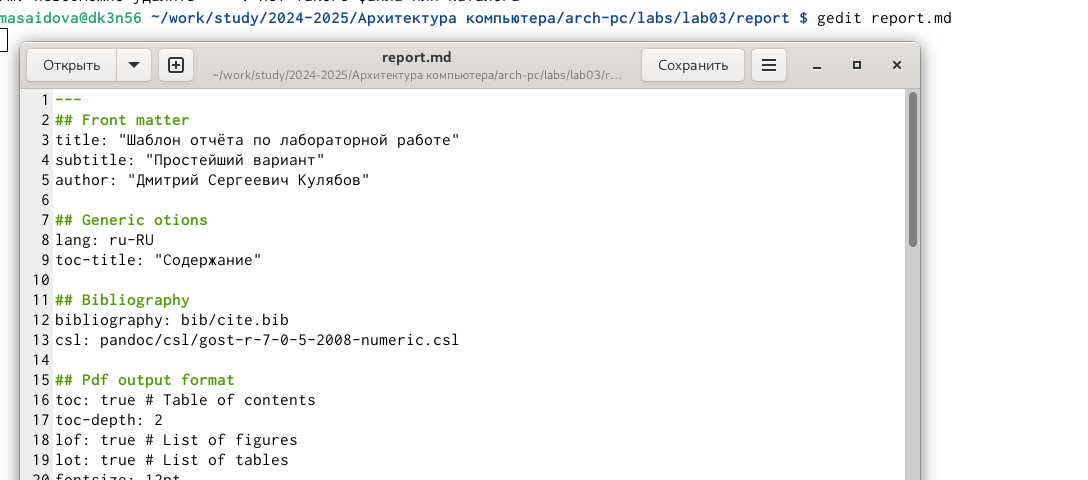 masaidova@dk3n56 ~/work/study/2024-2025/Архитектура компьютера/arch-pc/labs/lab03/report $ gedit report.md
Открыть
report.md
~/work/study/2024-2025/Архитектура компьютера/arch-pc/labs/lab03/r…
Сохранить
1 ---
2 ## Front matter
3 title: "Шаблон отчёта по лабораторной работе"
4 subtitle: "Простейший вариант"
5 author: "Дмитрий Сергеевич Кулябов"
6
7 ## Generic otions
8 lang: ru-RU
9 toc-title: "Содержание"
10
11 ## Bibliography
12 bibliography: bib/cite.bib
13 csl: pandoc/csl/gost-r-7-0-5-2008-numeric.csl
14
15 ## Pdf output format
16 toc: true # Table of contents
17 toc-depth: 2
18 lof: true # List of figures
19 lot: true # List of tables
20 fontsize: 12pt